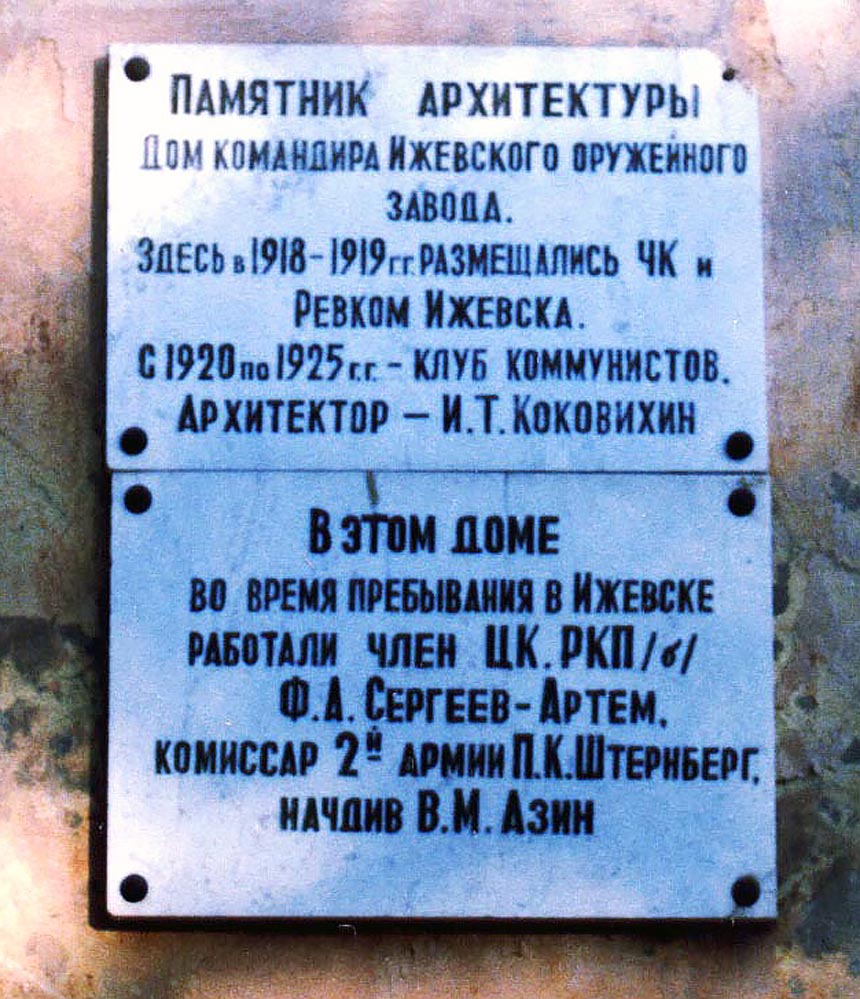 Памятник архитектуры
Дом командира Ижевского оружейного
завода.
Здесь в 1918-1919 г.г. размещались ЧК и
Ревком Ижевска.
С 1920 по 1925 г.г. - клуб коммунистов.
Архитектор — И.Т. Коковихин
В этом доме
во время пребывания в Ижевске
работали член ЦК. РКП/б/
Ф.А. Сергеев-Артем,
комиссар 2й армии П.К. Штернберг,
начдив В.М. Азин